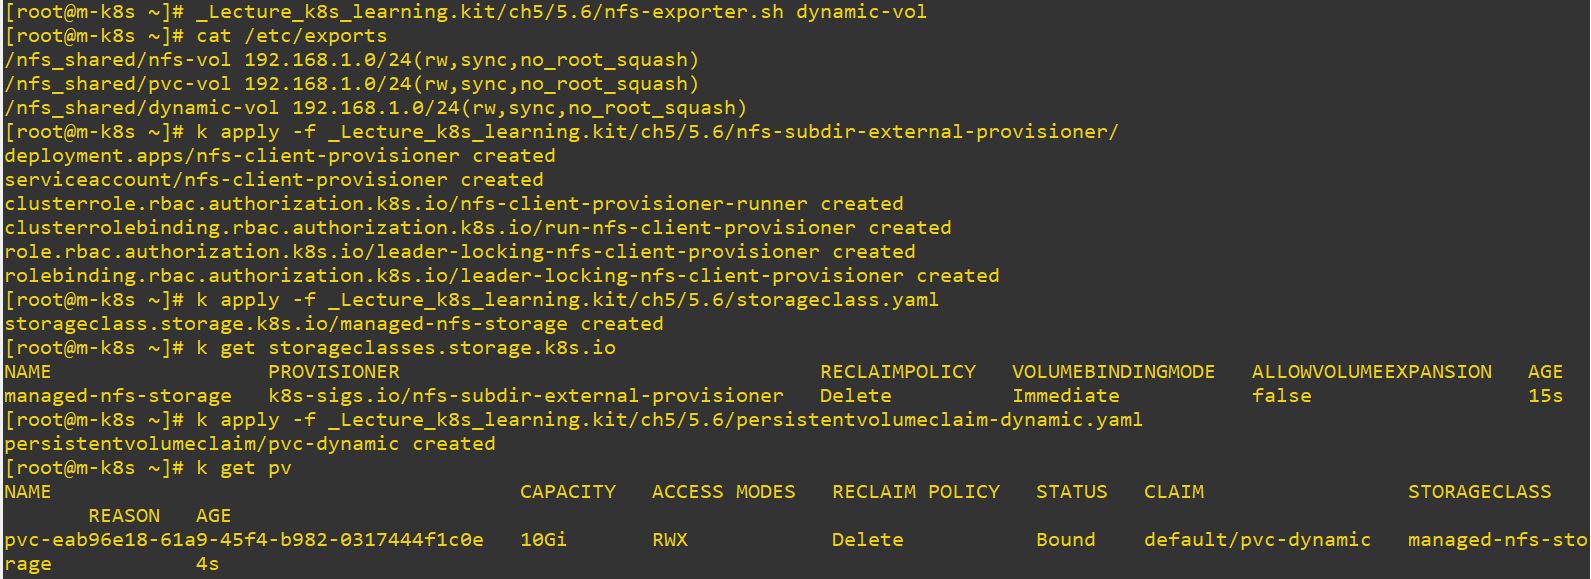 [root@m-k8s ~]# _Lecture_k8s_learning.kit/ch5/5.6/nfs-exporter.sh dynamic-vol
[root@m-k8s ~]# cat /etc/exports
/nfs_shared/nfs-vol 192.168.1.0/24(rw,sync,no_root_squash)
/nfs_shared/pvc-vol 192.168.1.0/24(rw,sync,no_root_squash)
/nfs_shared/dynamic-vol 192.168.1.0/24(rw,sync,no_root_squash)
[root@m-k8s ~]# k apply -f _Lecture_k8s_learning.kit/ch5/5.6/nfs-subdir-external-provisioner/
deployment.apps/nfs-client-provisioner created
serviceaccount/nfs-client-provisioner created
clusterrole.rbac.authorization.k8s.io/nfs-client-provisioner-runner created
clusterrolebinding.rbac.authorization.k8s.io/run-nfs-client-provisioner created
role.rbac.authorization.k8s.io/leader-locking-nfs-client-provisioner created
rolebinding.rbac.authorization.k8s.io/leader-locking-nfs-client-provisioner created
[root@m-k8s ~]# k apply -f _Lecture_k8s_learning.kit/ch5/5.6/storageclass.yaml
storageclass.storage.k8s.io/managed-nfs-storage created
[root@m-k8s ~]# k get storageclasses.storage.k8s.io
NAME                  PROVISIONER                                   RECLAIMPOLICY   VOLUMEBINDINGMODE   ALLOWVOLUMEEXPANSION   AGE
managed-nfs-storage   k8s-sigs.io/nfs-subdir-external-provisioner   Delete          Immediate           false                  15s
[root@m-k8s ~]# k apply -f _Lecture_k8s_learning.kit/ch5/5.6/persistentvolumeclaim-dynamic.yaml
persistentvolumeclaim/pvc-dynamic created
[root@m-k8s ~]# k get pv
NAME                                       CAPACITY   ACCESS MODES   RECLAIM POLICY   STATUS   CLAIM                 STORAGECLASS
       REASON   AGE
pvc-eab96e18-61a9-45f4-b982-0317444f1c0e   10Gi       RWX            Delete           Bound    default/pvc-dynamic   managed-nfs-sto
rage            4s